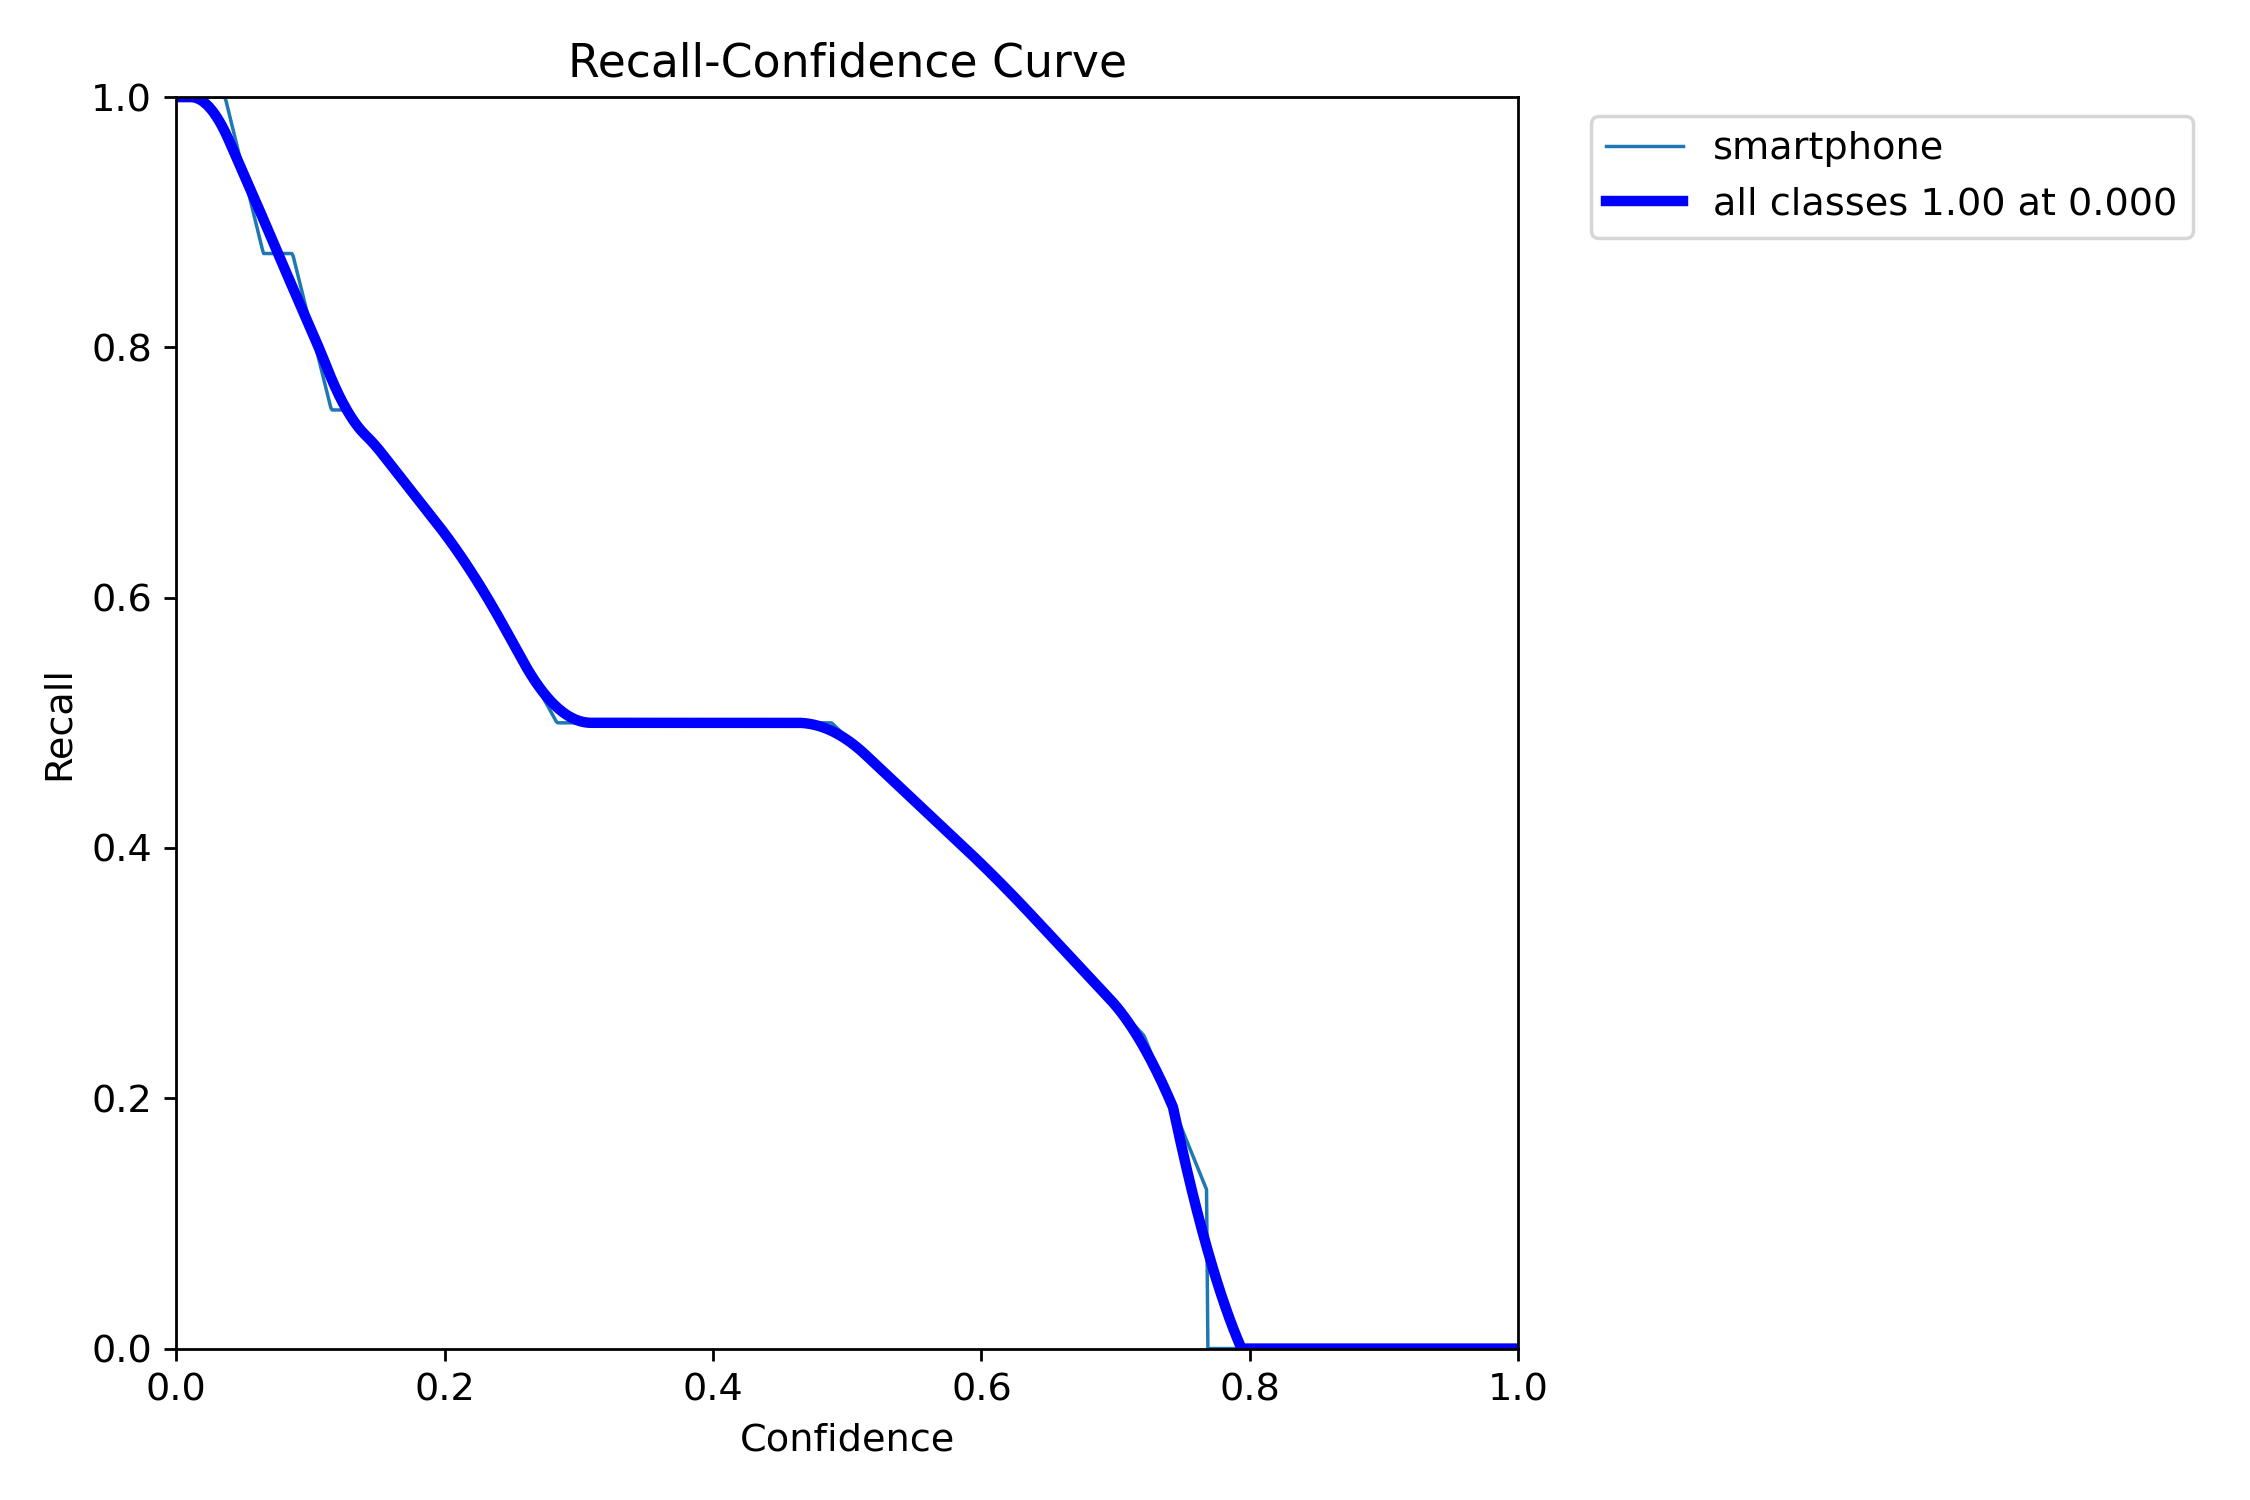 Recall-Confidence Curve
smartphone
all classes 1.00 at 0.000
1.0
0.8
0.6
0.4
0.2
0.0
Recall
0.0 0.2 0.4 0.6 0.8 1.0
Confidence